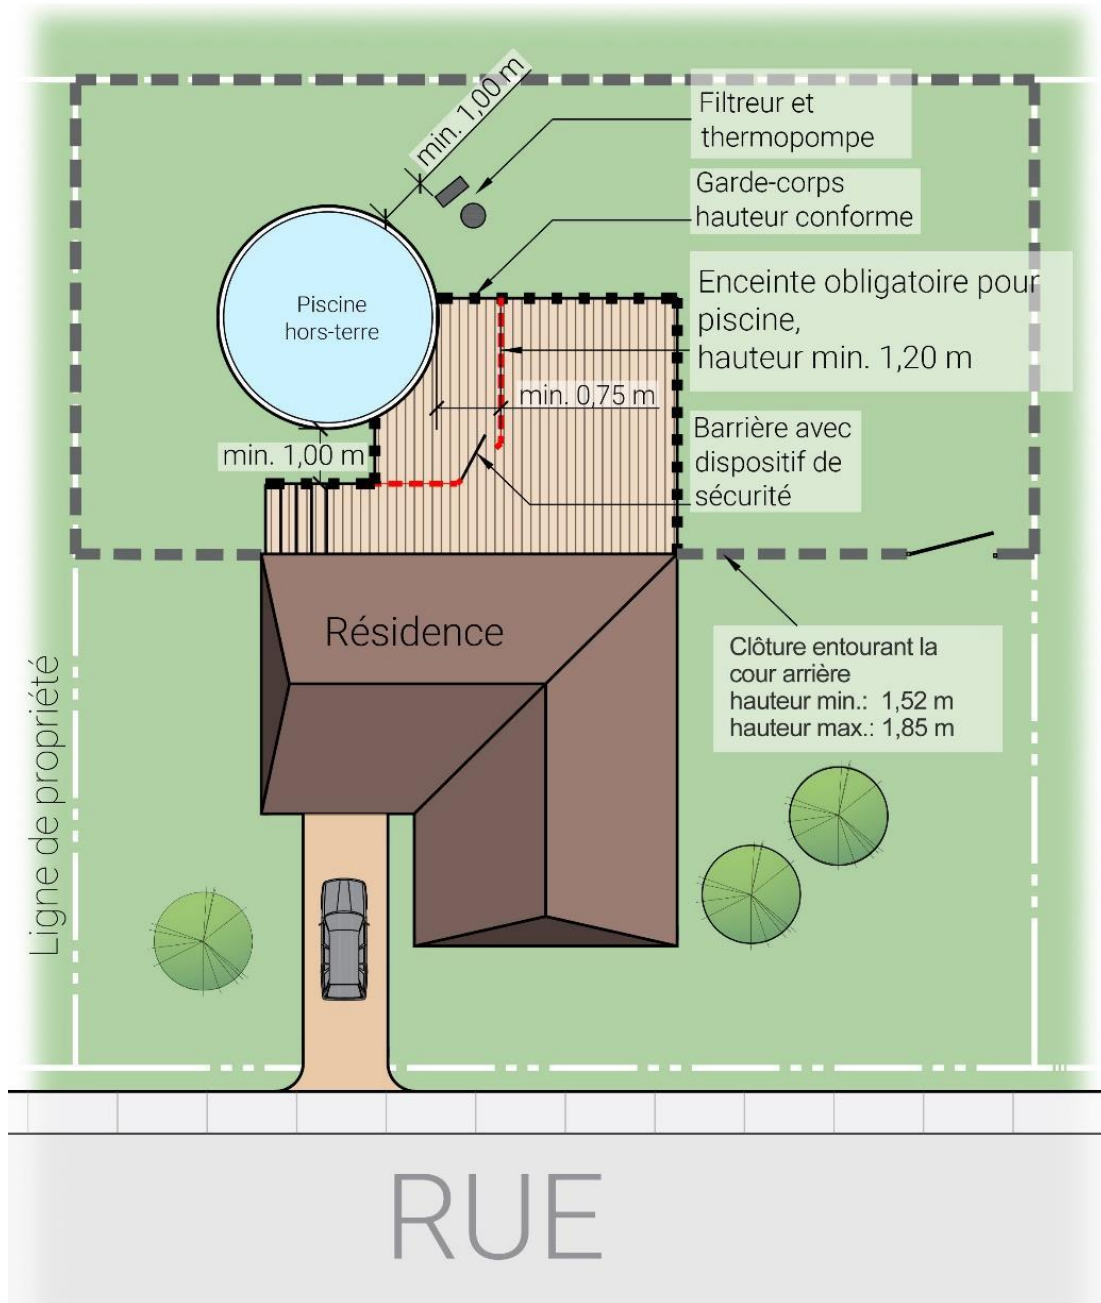 min. 1,00 m
Filtreur et
thermopompe
Garde-corps
hauteur conforme
Enceinte obligatoire pour
piscine,
hauteur min. 1,20 m
Piscine
hors-terre
min. 0,75 m
min. 1,00 m
Barrière avec
dispositif de
sécurité
Résidence
Clôture entourant la
cour arrière
hauteur min.: 1,52 m
hauteur max.: 1,85 m
Ligne de propriété
RUE